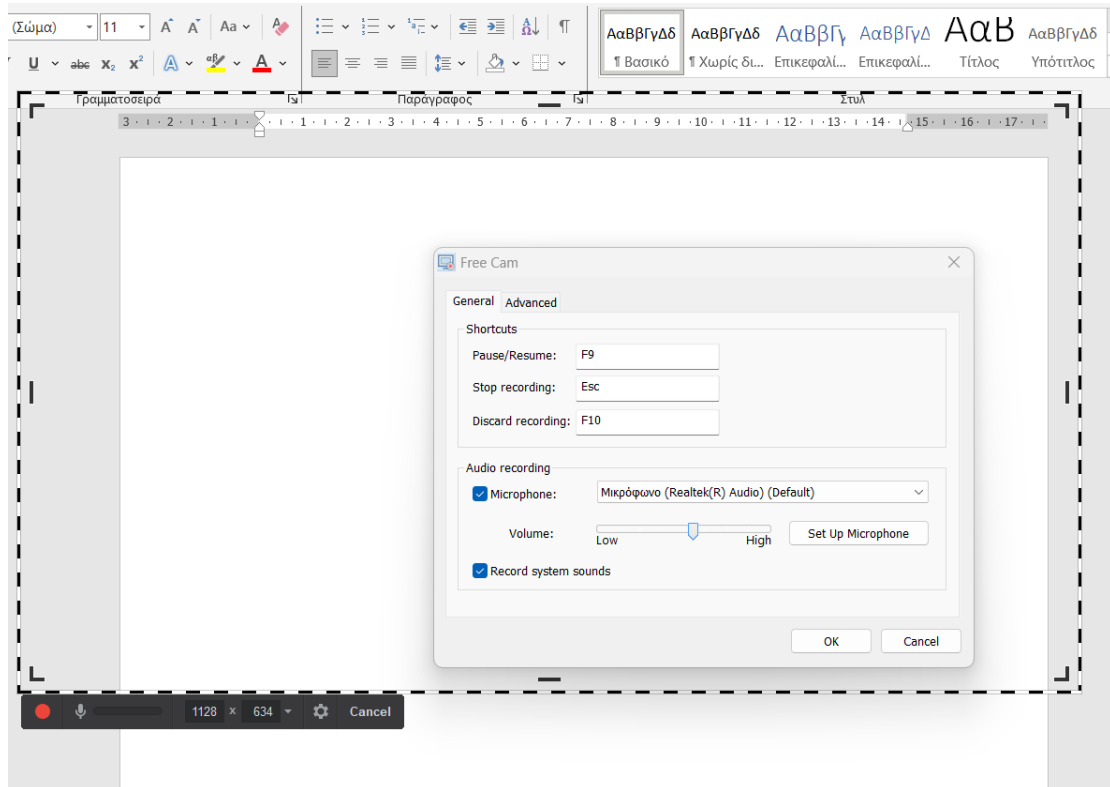 (Σώμα) 11 Aa
U abc X₂ X² A A
ΑαΒβΓγΔδ ΑαΒβΓγΔδ ΑαΒβΓγ ΑαΒβΓγΔ ΑαΒ ΑαΒβΓγΔδ
¶ Βασικό ¶ Χωρίς δι... Επικεφαλί... Επικεφαλί... Τίτλος Υπότιτλος
Γραμματοσειρά Παράγραφος Στυλ
3 2 1 1 2 3 4 5 6 7 8 9 10 11 12 13 14 15 16 17
Free Cam
General Advanced
Shortcuts
Pause/Resume: F9
Stop recording: Esc
Discard recording: F10
Audio recording
Microphone: Μικρόφωνο (Realtek(R) Audio) (Default)
Volume: Low High Set Up Microphone
Record system sounds
OK Cancel
1128 x 634 Cancel